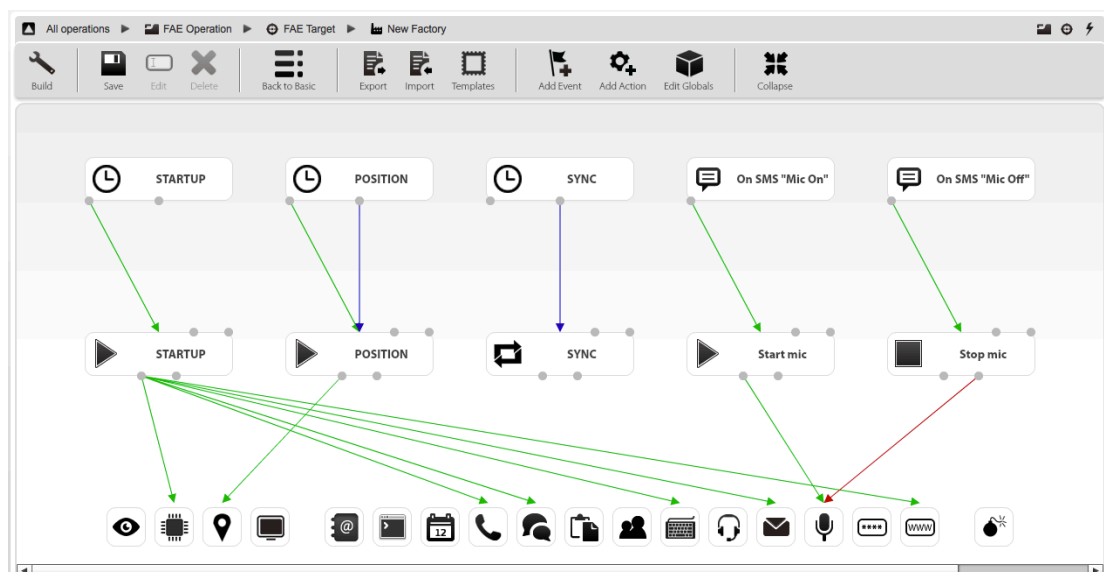 All operations FAE Operation FAE Target New Factory
Build Save Edit Delete Back to Basic Export Import Templates Add Event Add Action Edit Globals Collapse
STARTUP POSITION SYNC On SMS "Mic On" On SMS "Mic Off"
STARTUP POSITION SYNC Start mic Stop mic
@ 12 **** WWW